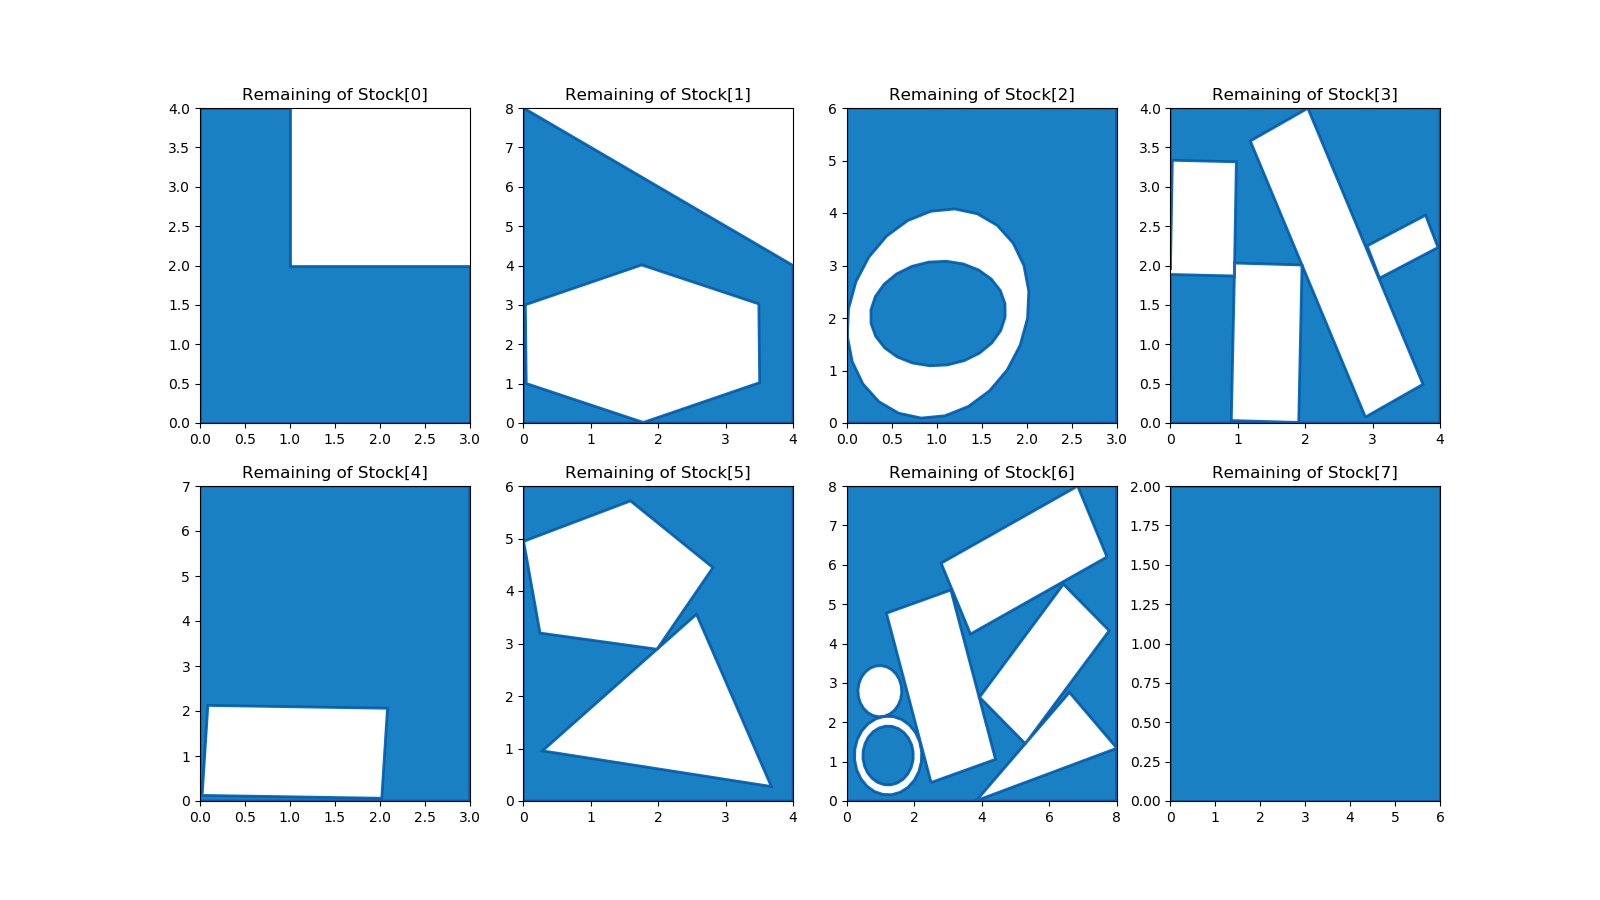 Remaining of Stock[0] Remaining of Stock[1] Remaining of Stock[2] Remaining of Stock[3]
4.0 8 6 4.0
3.5 7 3.5
5
3.0 6 3.0
2.5 5 4 2.5
2.0 4 3 2.0
1.5 3 1.5
2
1.0 2 1.0
0.5 1 1 0.5
0.0 0 0 0.0
0.0 0.5 1.0 1.5 2.0 2.5 3.0 0 1 2 3 4 0.0 0.5 1.0 1.5 2.0 2.5 3.0 0 1 2 3 4
Remaining of Stock[4] Remaining of Stock[5] Remaining of Stock[6] Remaining of Stock[7]
7 6 8 2.00
6 5 7 1.75
5 6 1.50
4 4 5 1.25
3 3 4 1.00
3 0.75
2 2 2 0.50
1 1 1 0.25
0 0 0 0.00
0.0 0.5 1.0 1.5 2.0 2.5 3.0 0 1 2 3 4 0 2 4 6 8 0 1 2 3 4 5 6